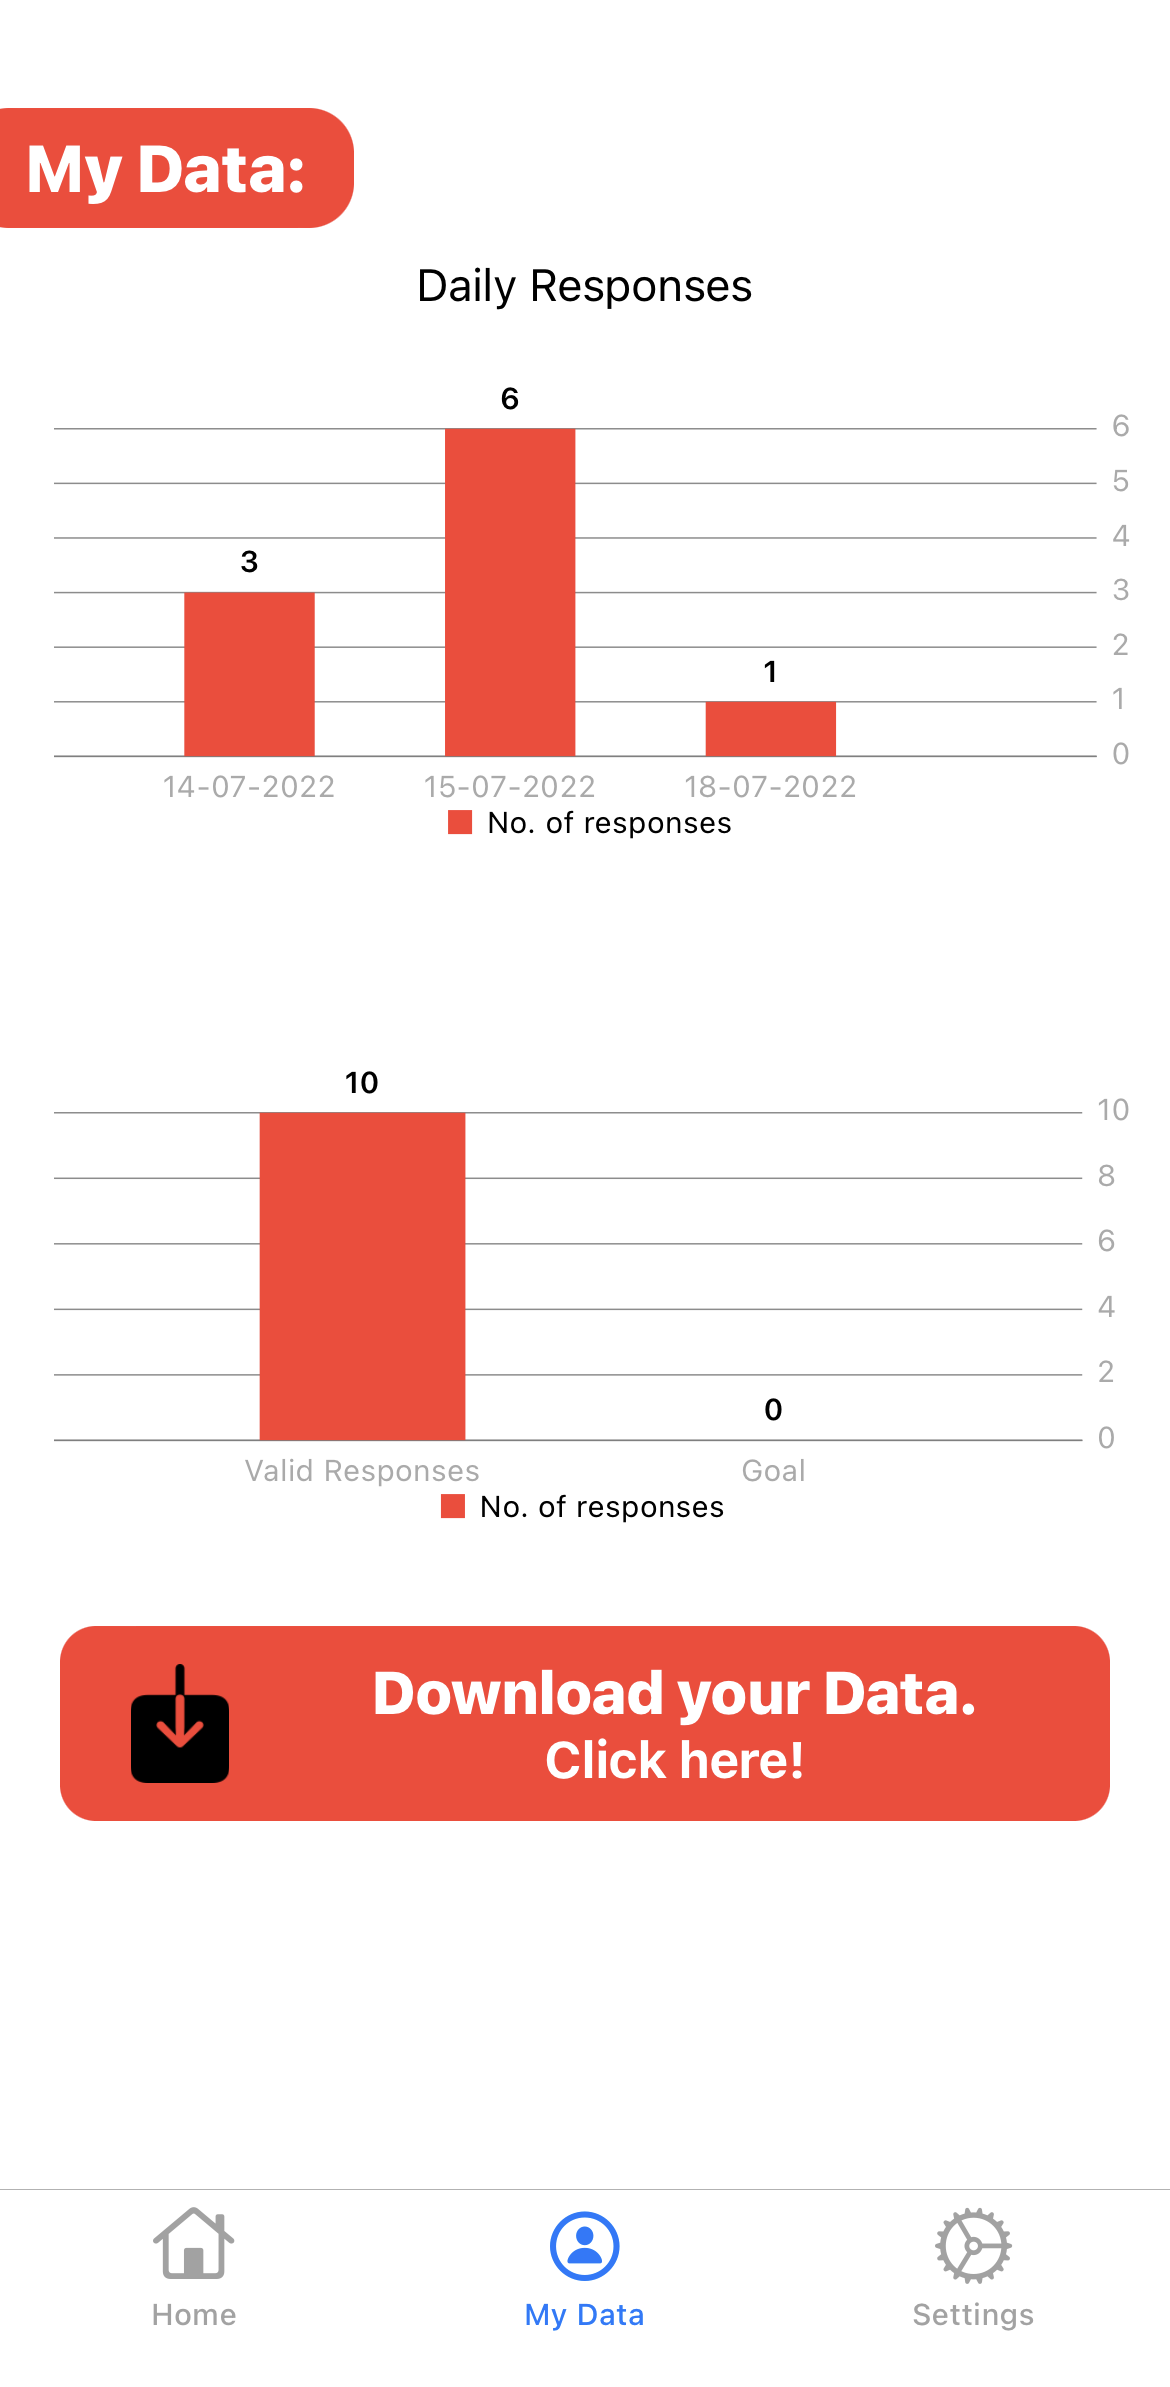 My Data:
Daily Responses
6
6
5
4
3
3
2
1
1
0
14-07-2022 15-07-2022 18-07-2022
No. of responses
10
10
8
6
4
2
0
0
Valid Responses Goal
No. of responses
Download your Data.
Click here!
Home My Data Settings